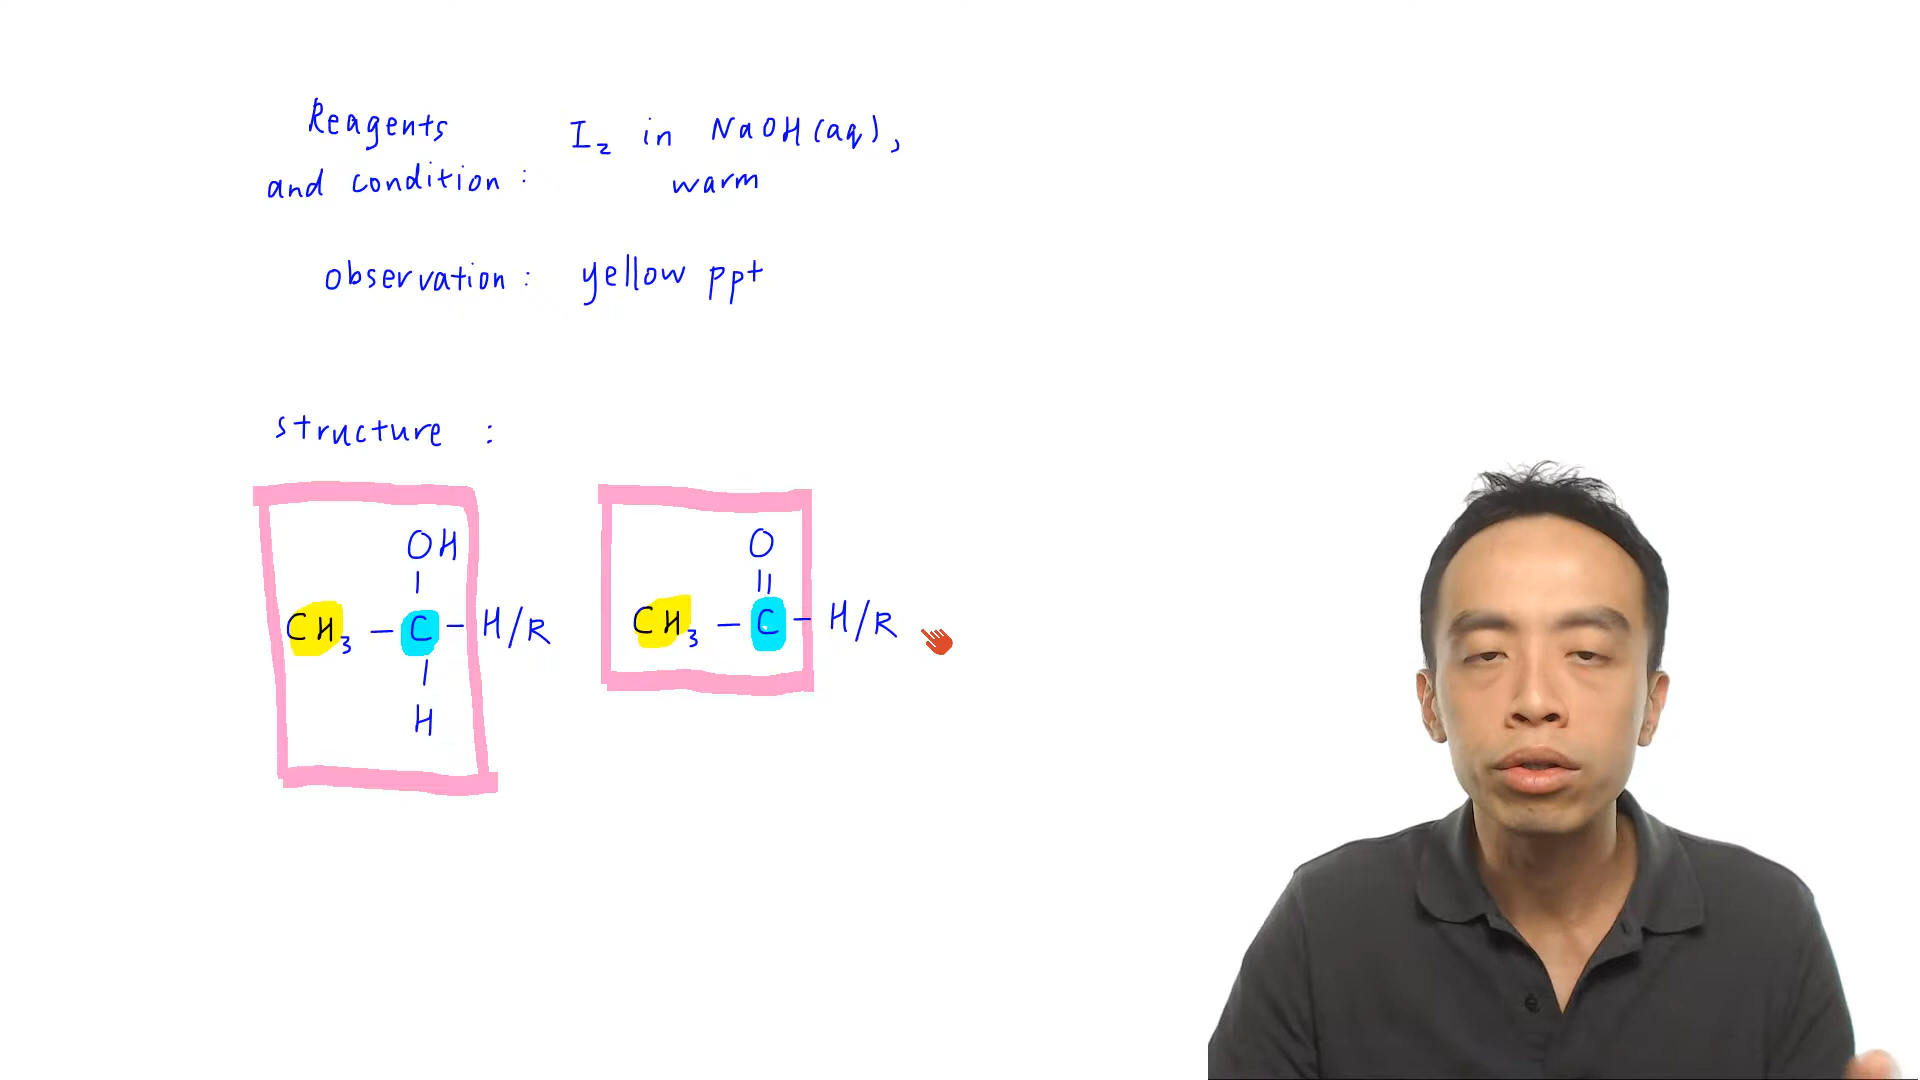 Reagents I₂ in NaOH(aq),
and condition : warm
observation : yellow ppt
structure :
OH O
| ||
CH₃ – C – H/R CH₃ – C – H/R
|
H